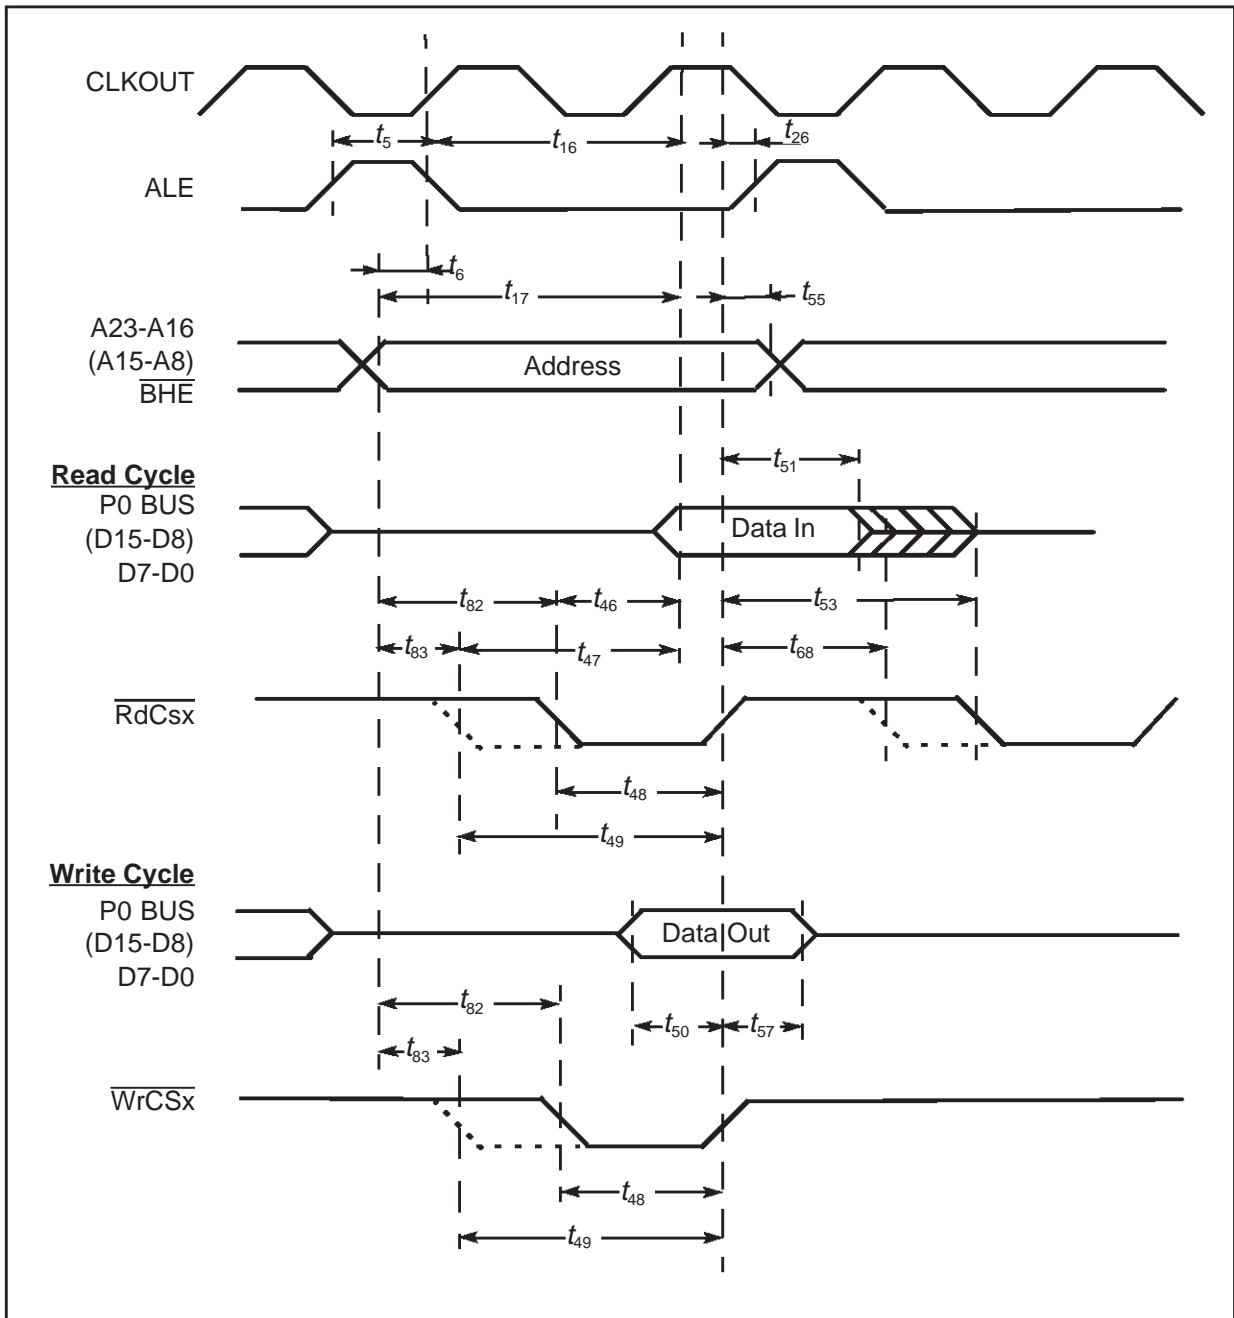 CLKOUT
t5
t16
t26
ALE
t6
t17
t55
A23-A16
(A15-A8)
BHE
Address
Read Cycle
t51
P0 BUS
(D15-D8)
D7-D0
Data In
t82
t46
t53
t83
t47
t68
RdCsx
t48
t49
Write Cycle
P0 BUS
(D15-D8)
D7-D0
Data Out
t82
t50
t57
t83
WrCSx
t48
t49